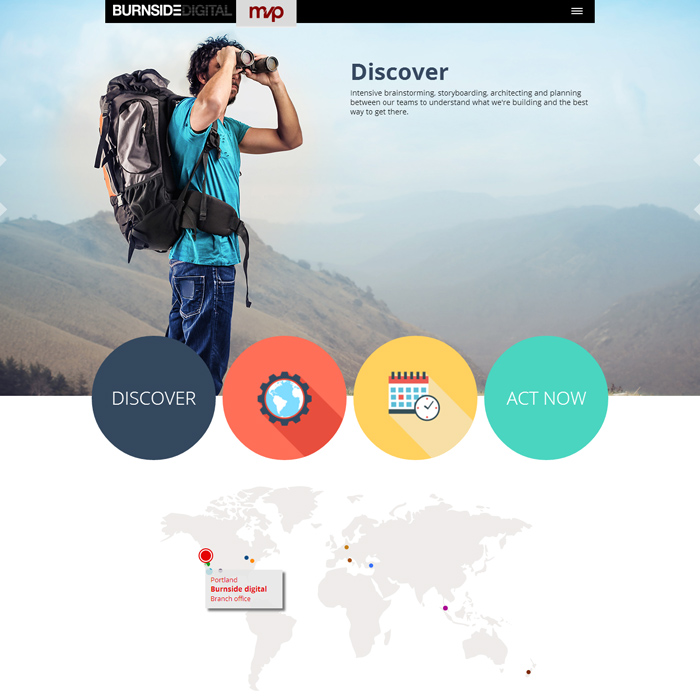 BURNSIDEDIGITAL
mvp
Discover
Intensive brainstorming, storyboarding, architecting and planning
between our teams to understand what we're building and the best
way to get there.
DISCOVER
ACT NOW
Portland
Burnside digital
Branch office